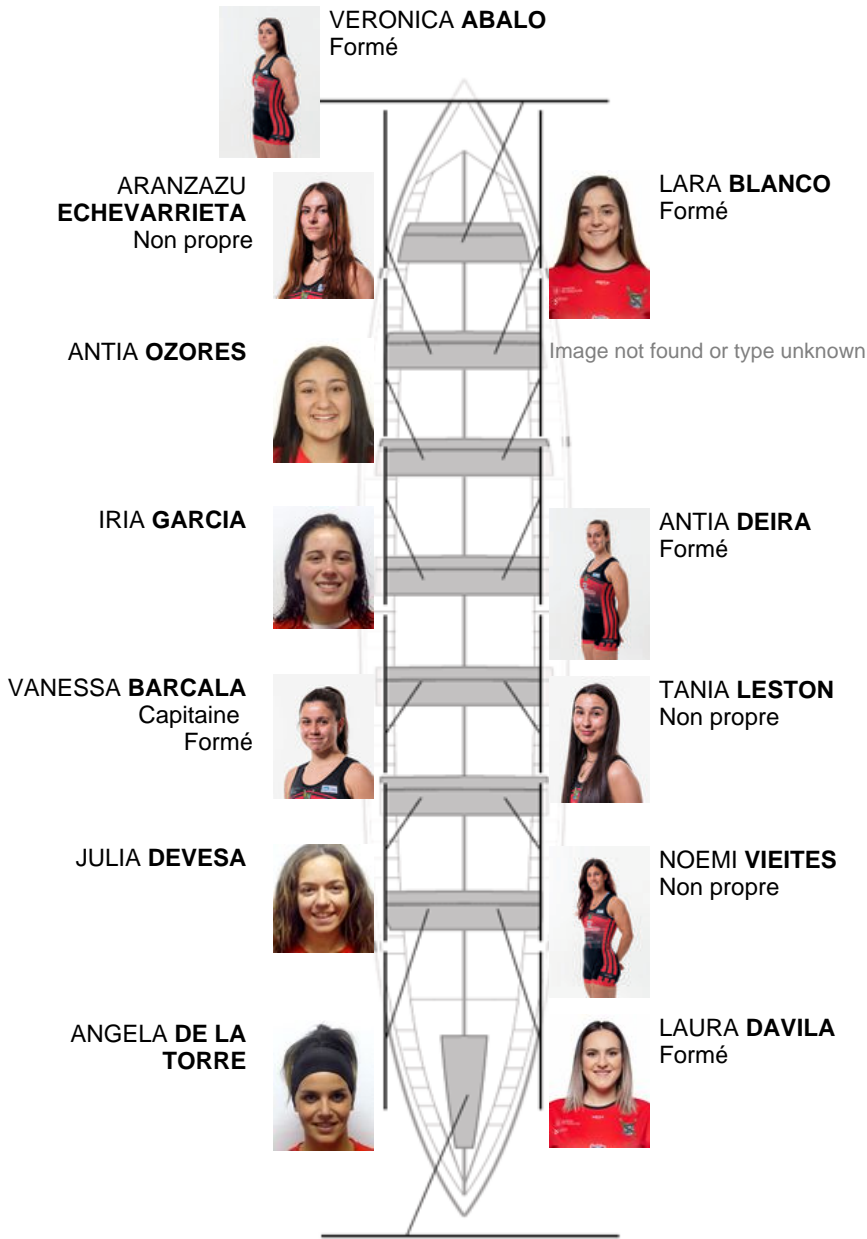 VERONICA ABALO
Formé
ARANZAZU
ECHEVARRIETA
Non propre
LARA BLANCO
Formé
ANTIA OZORES
Image not found or type unknown
IRIA GARCIA
ANTIA DEIRA
Formé
VANESSA BARCALA
Capitaine
Formé
TANIA LESTON
Non propre
JULIA DEVESA
NOEMI VIEITES
Non propre
ANGELA DE LA
TORRE
LAURA DAVILA
Formé